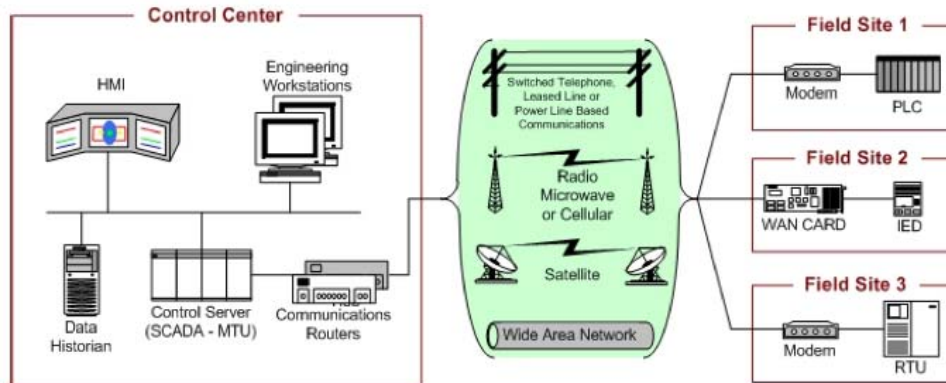 Control Center
HMI
Engineering
Workstations
Data
Historian
Control Server
(SCADA - MTU)
Communications
Routers
Switched Telephone,
Leased Line or
Power Line Based
Communications
Radio
Microwave
or Cellular
Satellite
Wide Area Network
Field Site 1
Modem
PLC
Field Site 2
WAN CARD
IED
Field Site 3
Modem
RTU